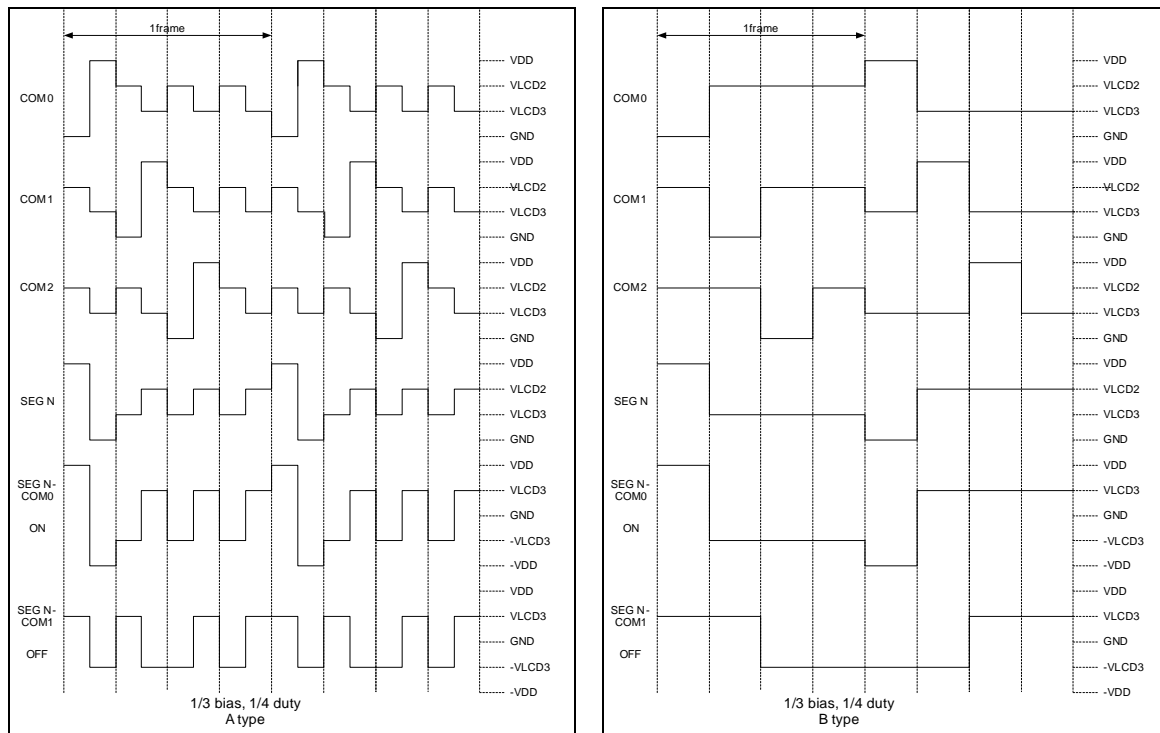 1frame
COM0
VDD
VLCD2
VLCD3
GND
COM1
VDD
VLCD2
VLCD3
GND
COM2
VDD
VLCD2
VLCD3
GND
SEG N
VDD
VLCD2
VLCD3
GND
SEG N-
COM0
ON
VDD
VLCD3
GND
-VLCD3
-VDD
SEG N-
COM1
OFF
VDD
VLCD3
GND
-VLCD3
-VDD
1/3 bias, 1/4 duty
A type
1frame
COM0
VDD
VLCD2
VLCD3
GND
COM1
VDD
VLCD2
VLCD3
GND
COM2
VDD
VLCD2
VLCD3
GND
SEG N
VDD
VLCD2
VLCD3
GND
SEG N-
COM0
ON
VDD
VLCD3
GND
-VLCD3
-VDD
SEG N-
COM1
OFF
VDD
VLCD3
GND
-VLCD3
-VDD
1/3 bias, 1/4 duty
B type